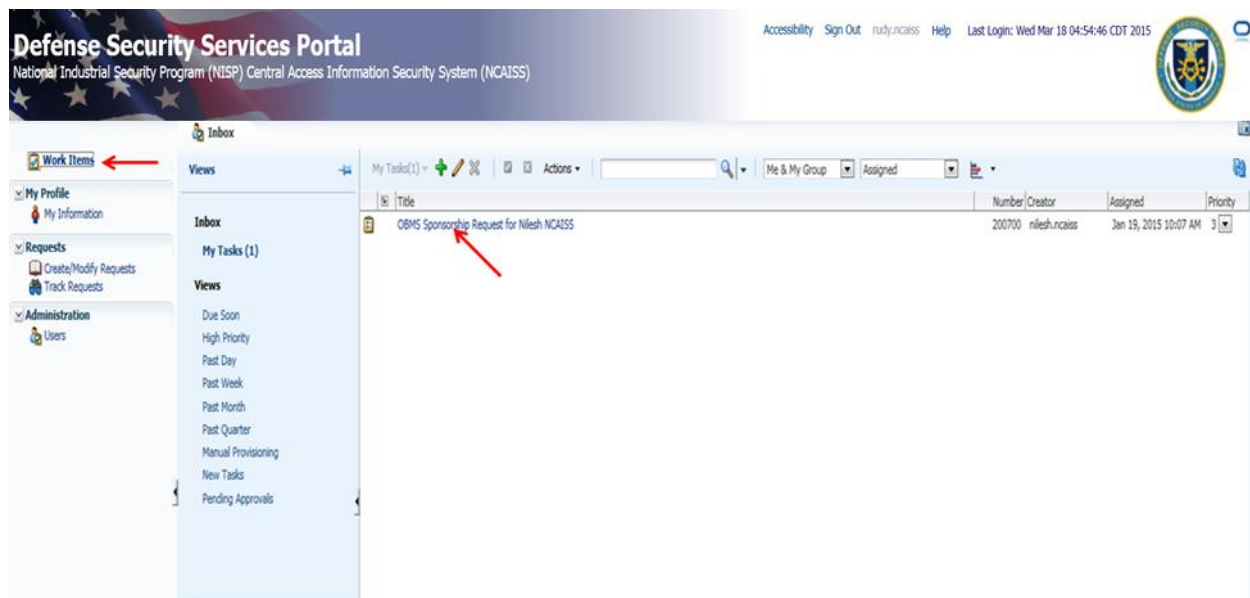 Defense Security Services Portal
National Industrial Security Program (NISP) Central Access Information Security System (NCAISS)
Accessibility Sign Out rudy.ncaiss Help Last Login: Wed Mar 18 04:54:46 CDT 2015
Inbox
Work Items
My Profile
My Information
Requests
Create/Modify Requests
Track Requests
Administration
Users
Views
Inbox
My Tasks (1)
Views
Due Soon
High Priority
Past Day
Past Week
Past Month
Past Quarter
Manual Provisioning
New Tasks
Pending Approvals
My Tasks(1) Actions Me & My Group Assigned
Title Number Creator Assigned Priority
OBMS Sponsorship Request for Nilesh NCAISS 200700 nilesh.ncaiss Jan 19, 2015 10:07 AM 3